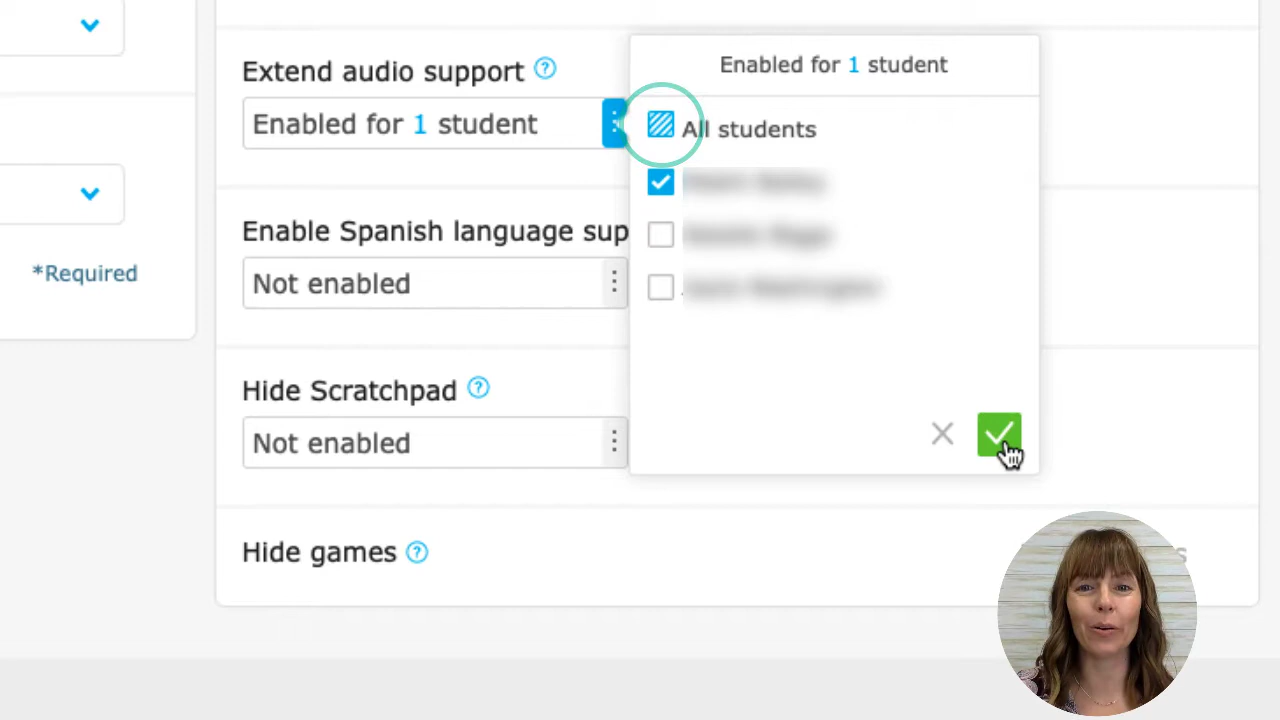 Extend audio support ?
Enabled for 1 student
Enable Spanish language sup
Not enabled
Hide Scratchpad ?
Not enabled
Hide games ?
*Required
Enabled for 1 student
All students